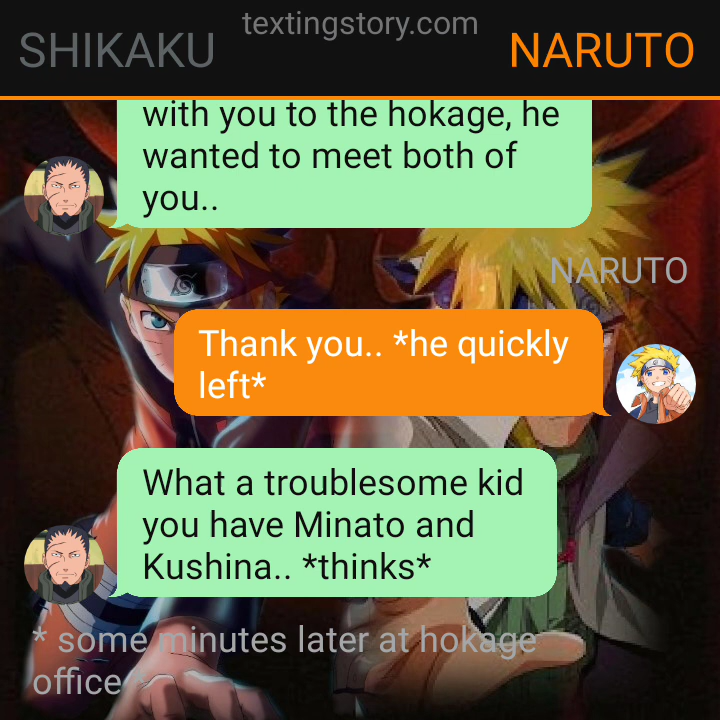 textingstory.com
SHIKAKU NARUTO
with you to the hokage, he
wanted to meet both of
you..
NARUTO
Thank you.. *he quickly
left*
What a troublesome kid
you have Minato and
Kushina.. *thinks*
* some minutes later at hokage
office